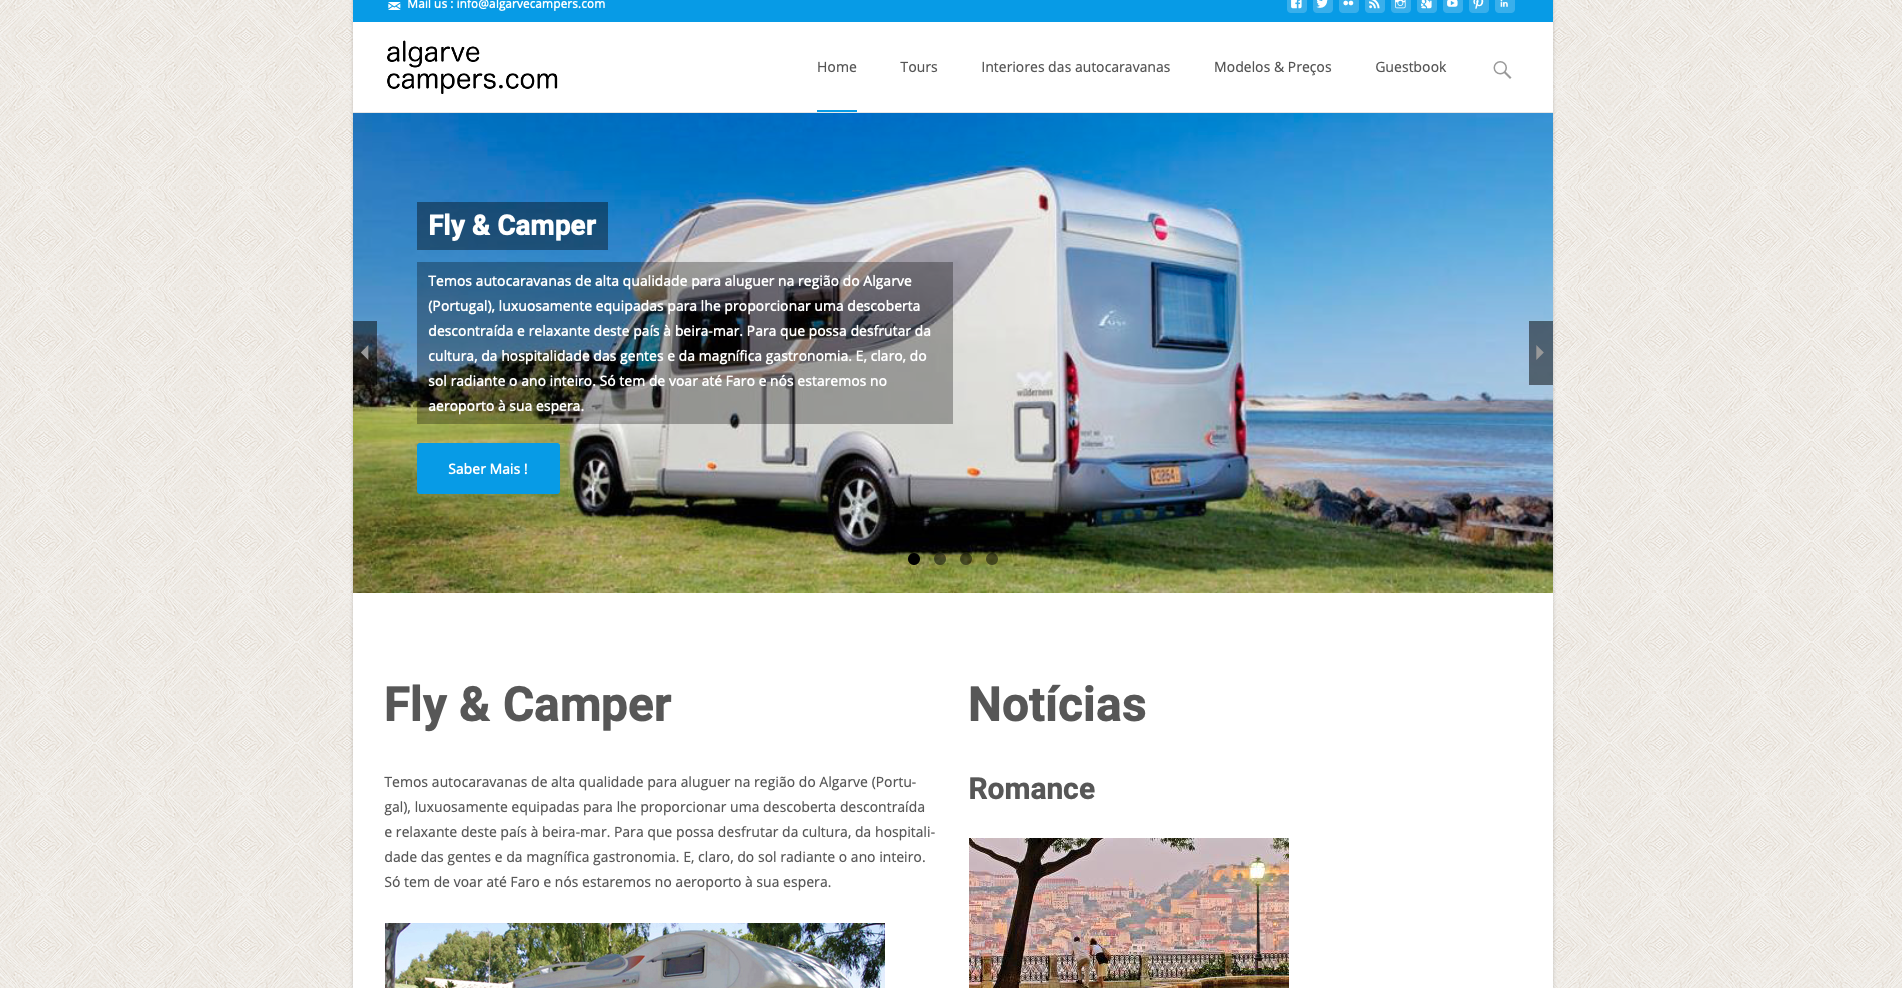 Mail us : info@algarvecampers.com
algarve
campers.com
Home
Tours
Interiores das autocaravanas
Modelos & Preços
Guestbook
Fly & Camper
Temos autocaravanas de alta qualidade para aluguer na região do Algarve
(Portugal), luxuosamente equipadas para lhe proporcionar uma descoberta
descontraída e relaxante deste país à beira-mar. Para que possa desfrutar da
cultura, da hospitalidade das gentes e da magnífica gastronomia. E, claro, do
sol radiante o ano inteiro. Só tem de voar até Faro e nós estaremos no
aeroporto à sua espera.
Saber Mais !
wilderness
Fly & Camper
Temos autocaravanas de alta qualidade para aluguer na região do Algarve (Portu-
gal), luxuosamente equipadas para lhe proporcionar uma descoberta descontraída
e relaxante deste país à beira-mar. Para que possa desfrutar da cultura, da hospitali-
dade das gentes e da magnífica gastronomia. E, claro, do sol radiante o ano inteiro.
Só tem de voar até Faro e nós estaremos no aeroporto à sua espera.
Notícias
Romance